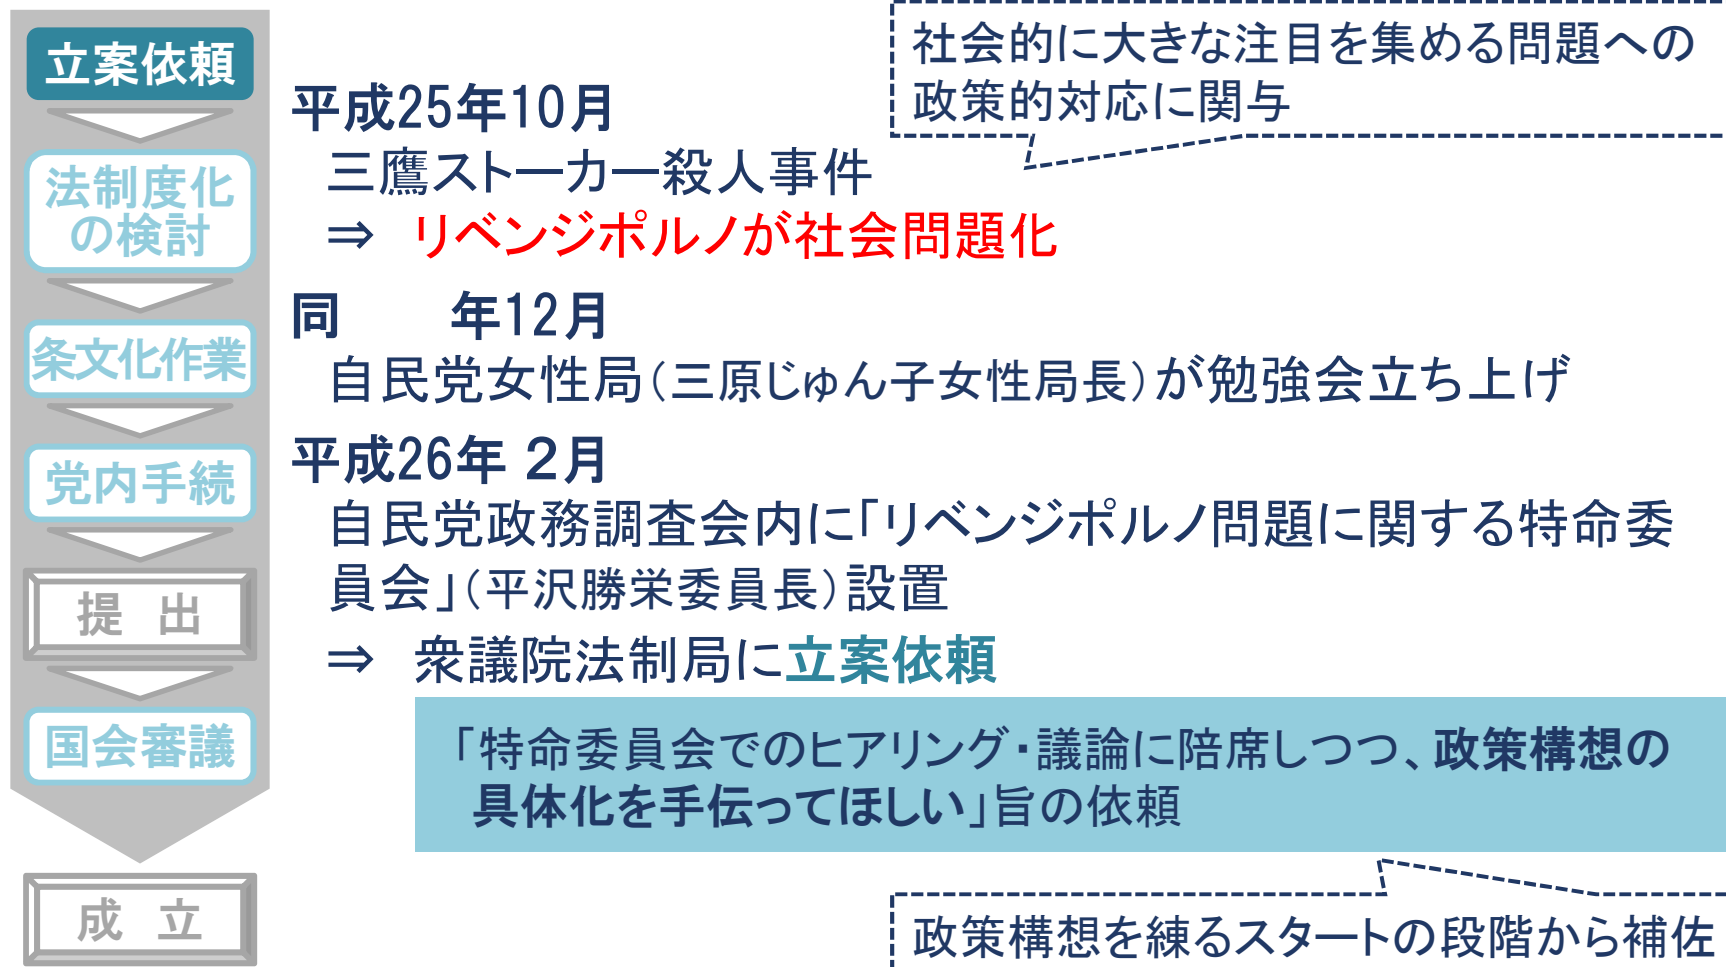 立案依頼
法制度化
の検討
条文化作業
党内手続
提 出
国会審議
成 立
社会的に大きな注目を集める問題への
政策的対応に関与
平成25年10月
三鷹ストーカー殺人事件
⇒ リベンジポルノが社会問題化
同 年12月
自民党女性局(三原じゅん子女性局長)が勉強会立ち上げ
平成26年 2月
自民党政務調査会内に「リベンジポルノ問題に関する特命委
員会」(平沢勝栄委員長)設置
⇒ 衆議院法制局に立案依頼
「特命委員会でのヒアリング・議論に陪席しつつ、政策構想の
具体化を手伝ってほしい」旨の依頼
政策構想を練るスタートの段階から補佐